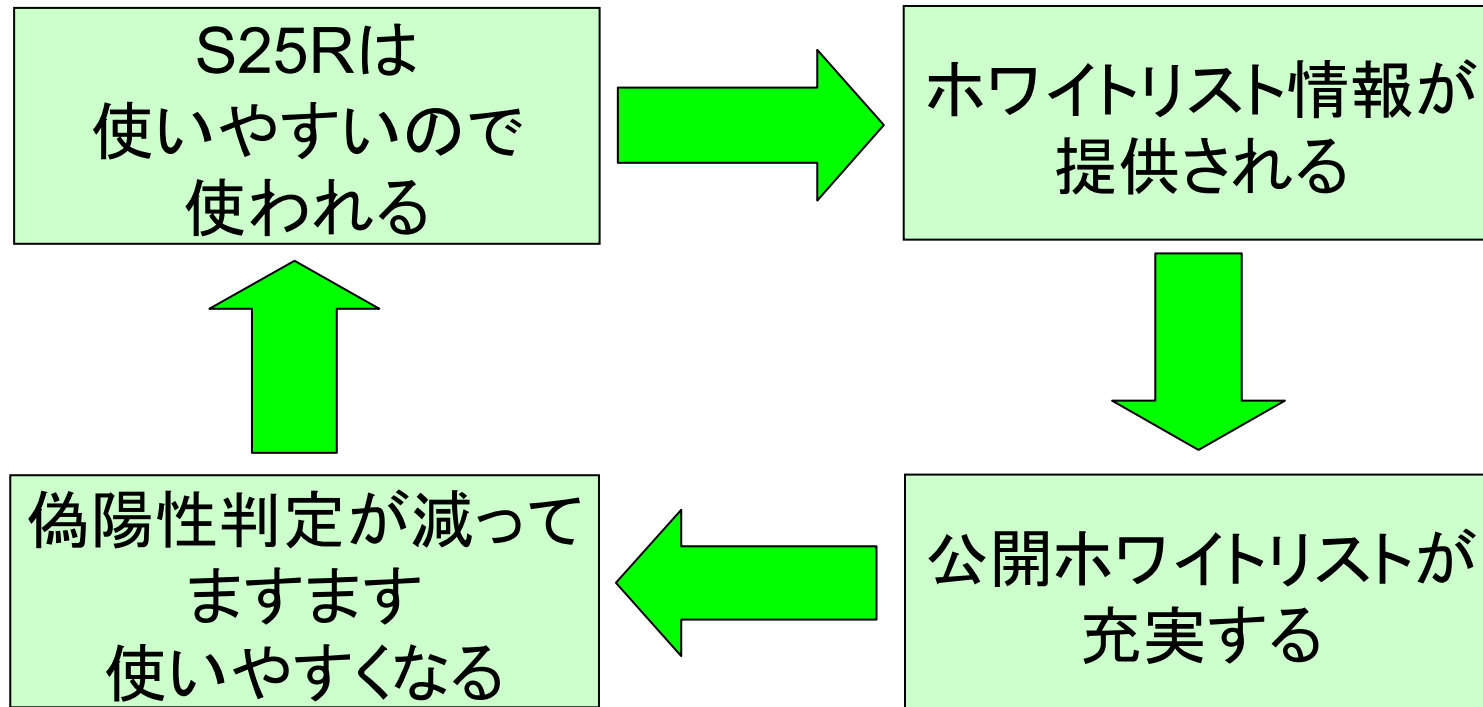 S25Rは
使いやすいので
使われる
ホワイトリスト情報が
提供される
公開ホワイトリストが
充実する
偽陽性判定が減って
ますます
使いやすくなる